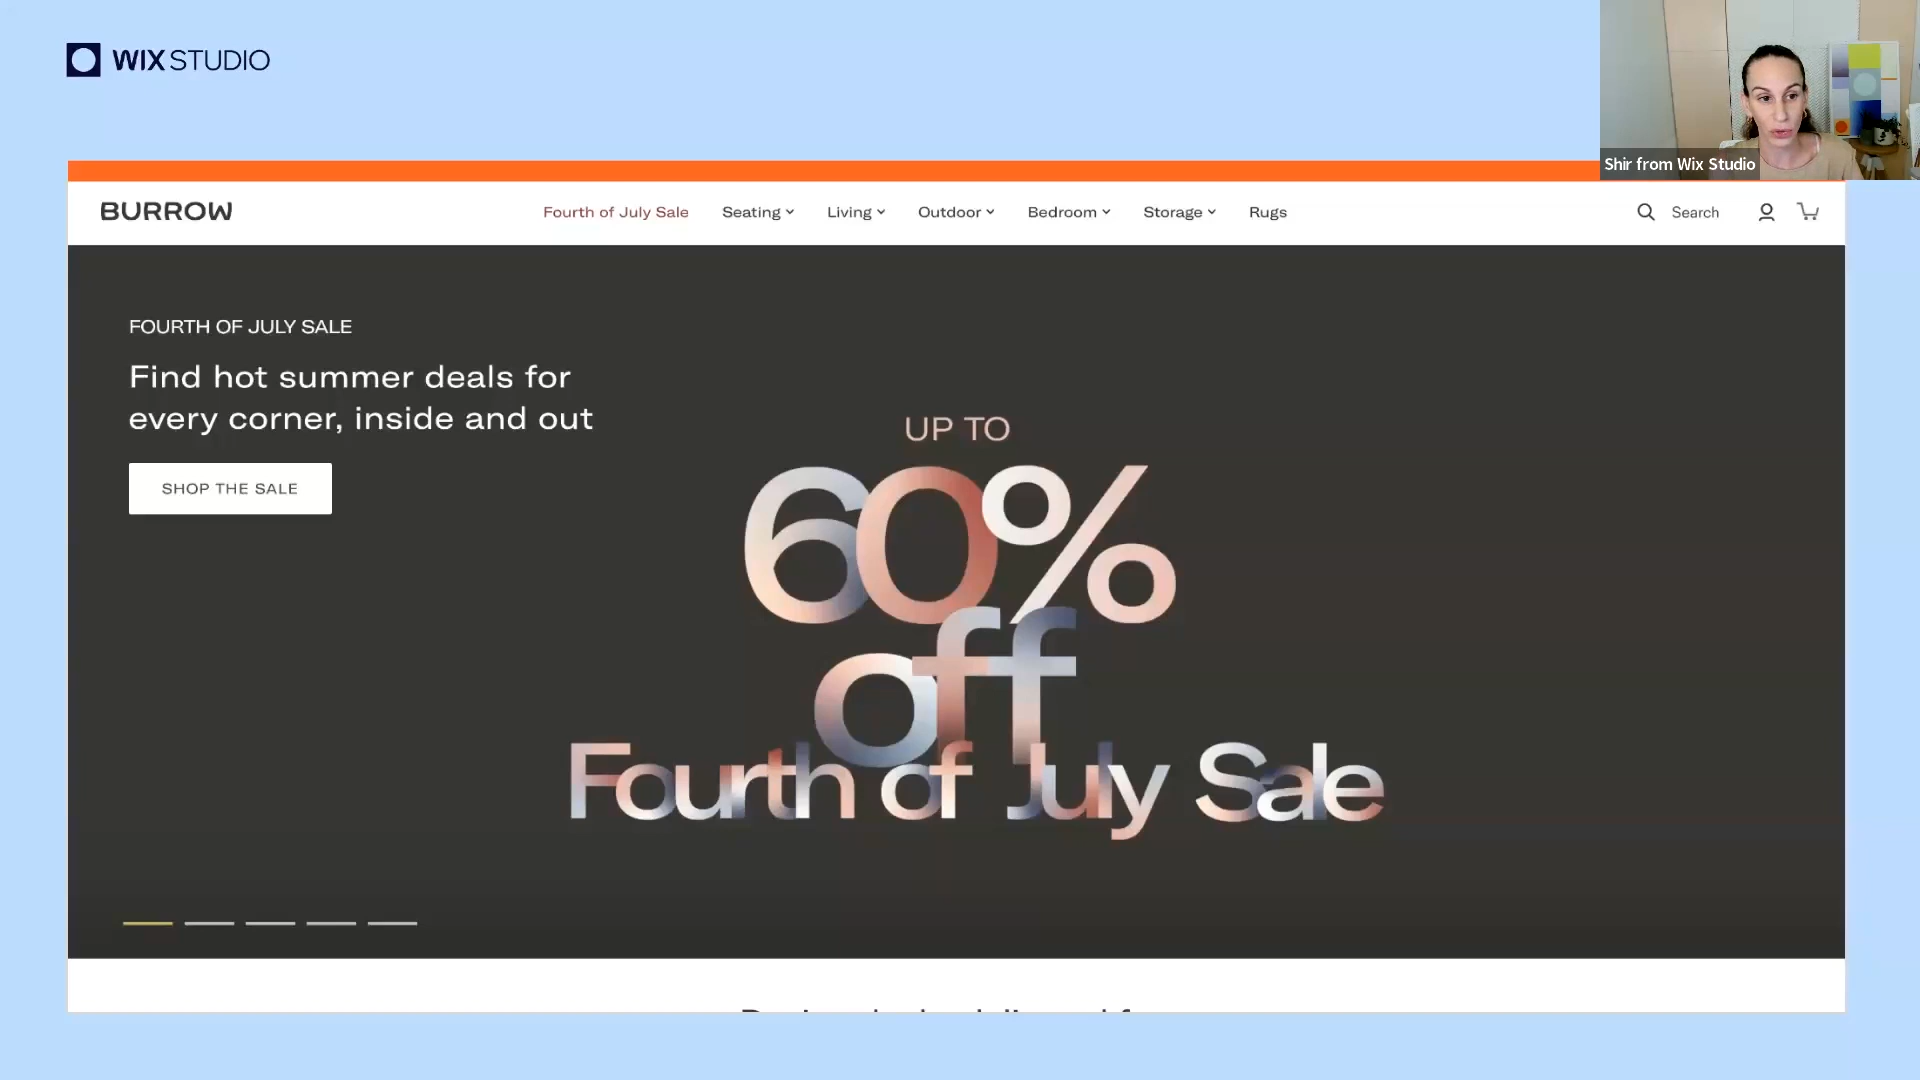 WIX STUDIO
Shir from Wix Studio
BURROW
Fourth of July Sale
Seating
Living
Outdoor
Bedroom
Storage
Rugs
Search
FOURTH OF JULY SALE
Find hot summer deals for
every corner, inside and out
SHOP THE SALE
UP TO
60%
off
Fourth of July Sale